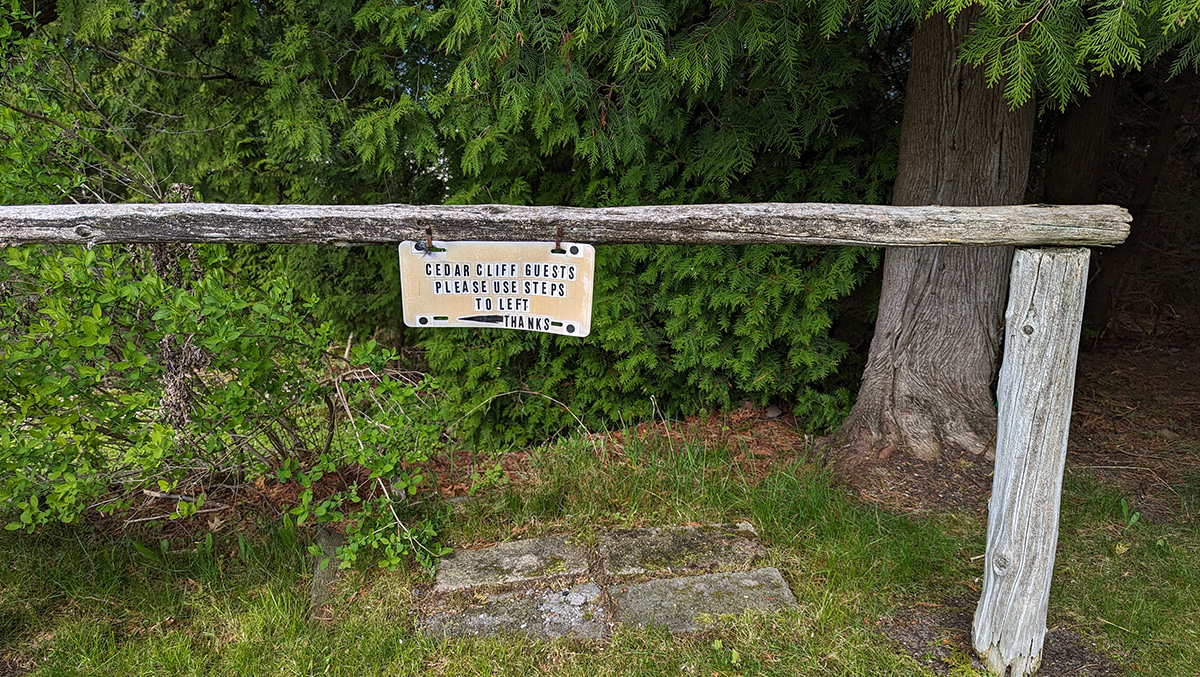 CEDAR CLIFF GUESTS
PLEASE USE STEPS
TO LEFT
THANKS